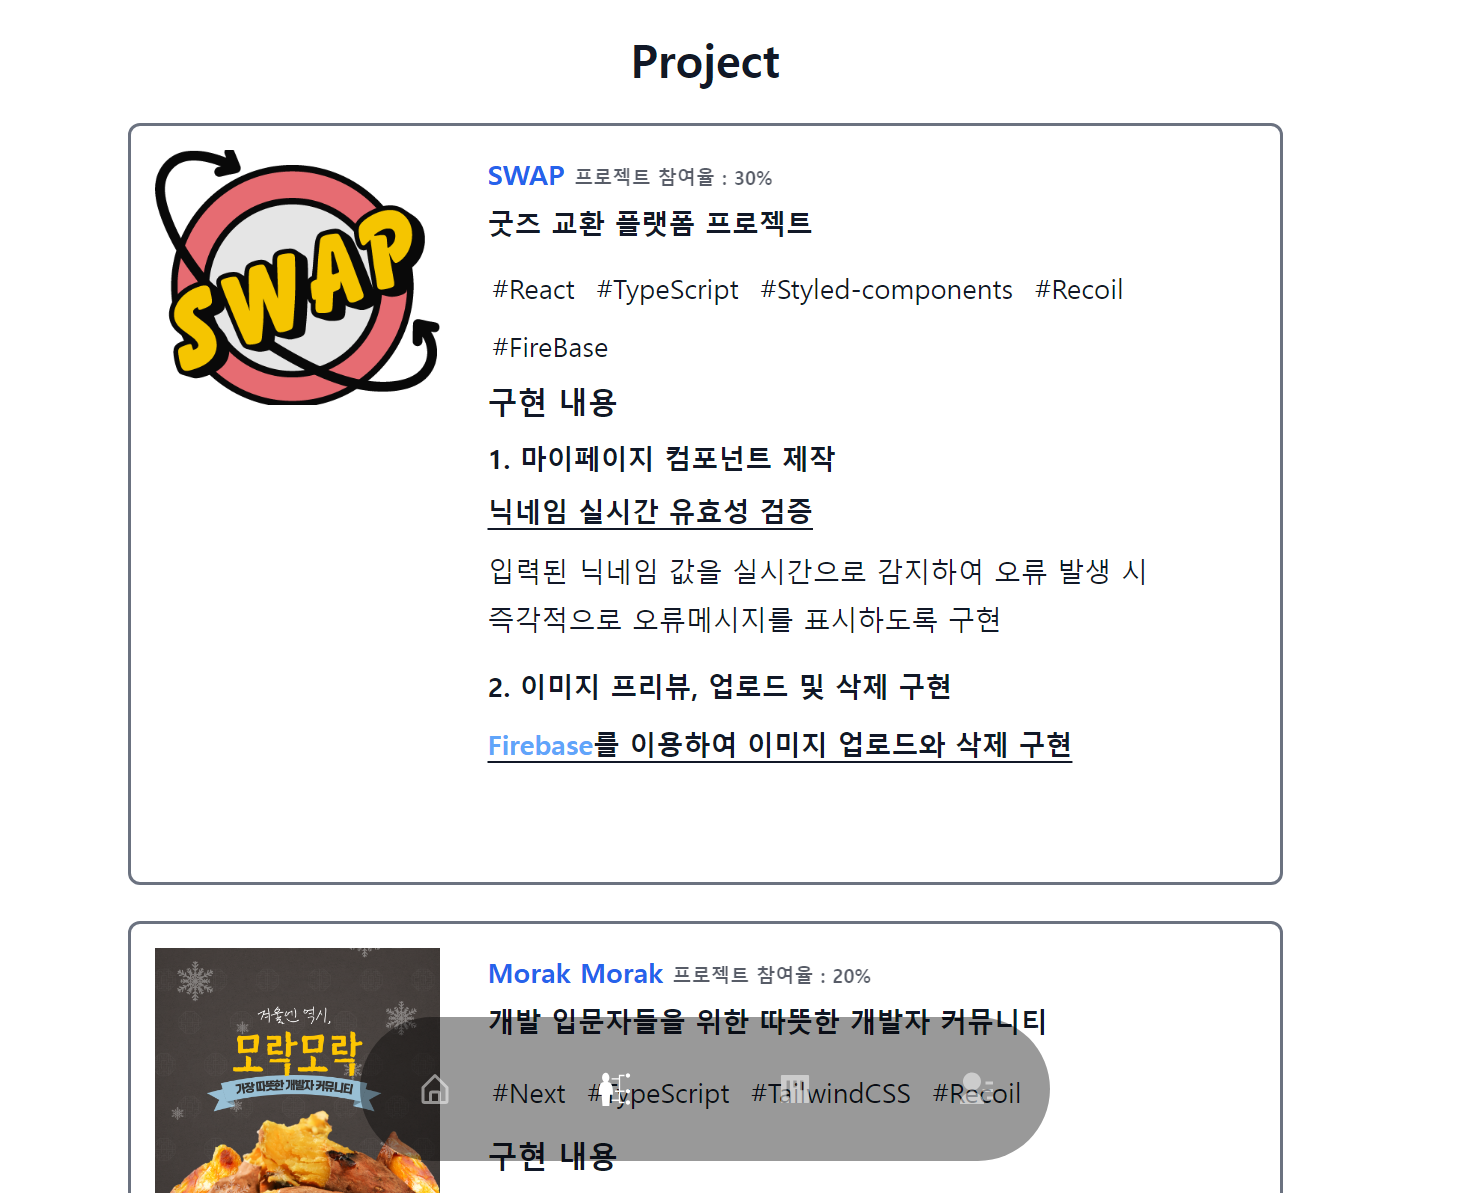 Project
SWAP
SWAP 프로젝트 참여율 : 30%
굿즈 교환 플랫폼 프로젝트
#React #TypeScript #Styled-components #Recoil
#FireBase
구현 내용
1. 마이페이지 컴포넌트 제작
닉네임 실시간 유효성 검증
입력된 닉네임 값을 실시간으로 감지하여 오류 발생 시
즉각적으로 오류메시지를 표시하도록 구현
2. 이미지 프리뷰, 업로드 및 삭제 구현
Firebase를 이용하여 이미지 업로드와 삭제 구현
겨울엔 역시,
모락모락
가장 따뜻한 개발자 커뮤니티
Morak Morak 프로젝트 참여율 : 20%
개발 입문자들을 위한 따뜻한 개발자 커뮤니티
#Next #TypeScript #TailwindCSS #Recoil
구현 내용